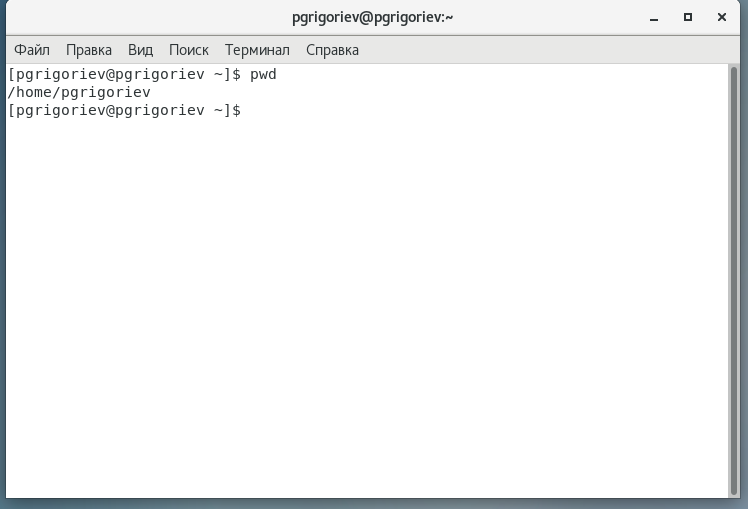 pgrigoriev@pgrigoriev:~
Файл Правка Вид Поиск Терминал Справка
[pgrigoriev@pgrigoriev ~]$ pwd
/home/pgrigoriev
[pgrigoriev@pgrigoriev ~]$